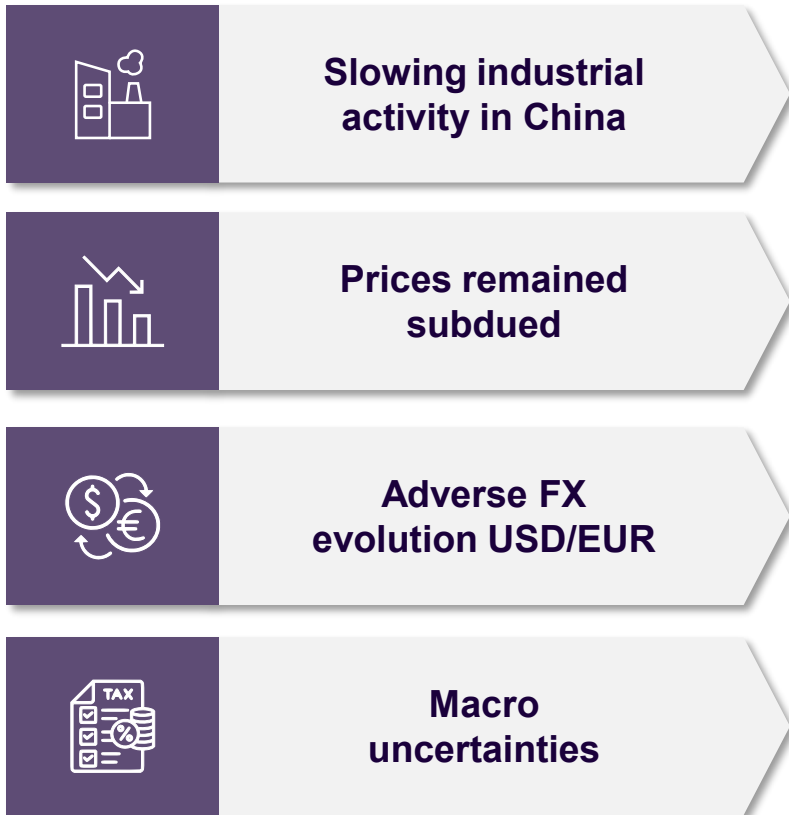 Slowing industrial
activity in China
Prices remained
subdued
$
€
Adverse FX
evolution USD/EUR
TAX
%
Macro
uncertainties